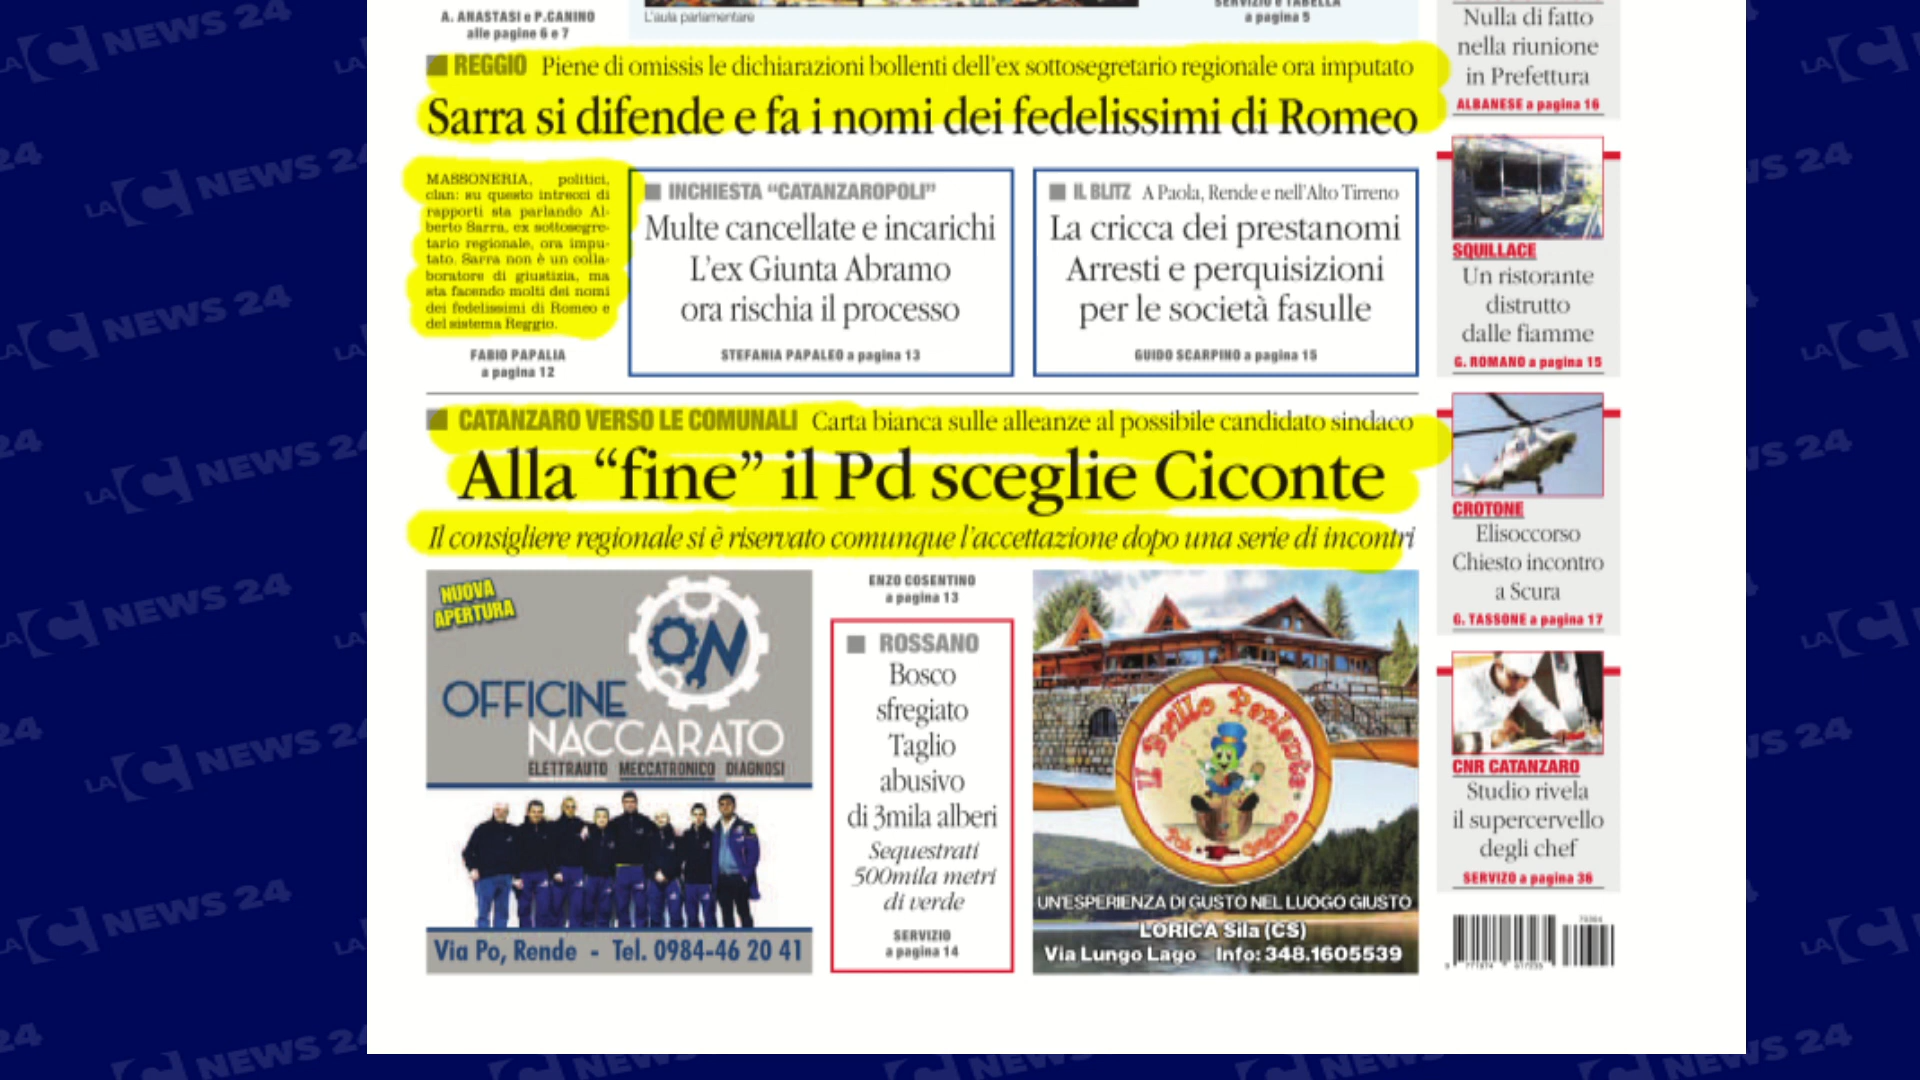 A. ANASTASI e P.CANINO
alle pagine 6 e 7
L'aula parlamentare
SERVIZIO e TABELLA
a pagina 5
REGGIO Piene di omissis le dichiarazioni bollenti dell'ex sottosegretario regionale ora imputato
Sarra si difende e fa i nomi dei fedelissimi di Romeo
MASSONERIA, politici,
clan: su questo intrecci di
rapporti sta parlando Al-
berto Sarra, ex sottosegre-
tario regionale, ora impu-
tato. Sarra non è un colla-
boratore di giustizia, ma
sta facendo molti dei nomi
dei fedelissimi di Romeo e
del sistema Reggio.
FABIO PAPALIA
a pagina 12
INCHIESTA “CATANZAROPOLI”
Multe cancellate e incarichi
L'ex Giunta Abramo
ora rischia il processo
STEFANIA PAPALEO a pagina 13
IL BLITZ A Paola, Rende e nell'Alto Tirreno
La cricca dei prestanomi
Arresti e perquisizioni
per le società fasulle
GUIDO SCARPINO a pagina 15
CATANZARO VERSO LE COMUNALI Carta bianca sulle alleanze al possibile candidato sindaco
Alla “fine” il Pd sceglie Ciconte
Il consigliere regionale si è riservato comunque l'accettazione dopo una serie di incontri
NUOVA
APERTURA
ON
OFFICINE
NACCARATO
ELETTRAUTO MECCATRONICO DIAGNOSI
Via Po, Rende - Tel. 0984-46 20 41
ENZO COSENTINO
a pagina 13
ROSSANO
Bosco
sfregiato
Taglio
abusivo
di 3mila alberi
Sequestrati
500mila metri
di verde
SERVIZIO
a pagina 14
Il Grillo Parlante
UN'ESPERIENZA DI GUSTO NEL LUOGO GIUSTO
LORICA Sila (CS)
Via Lungo Lago Info: 348.1605539
Nulla di fatto
nella riunione
in Prefettura
ALBANESE a pagina 16
SQUILLACE
Un ristorante
distrutto
dalle fiamme
G. ROMANO a pagina 15
CROTONE
Elisoccorso
Chiesto incontro
a Scura
G. TASSONE a pagina 17
CNR CATANZARO
Studio rivela
il supercervello
degli chef
SERVIZO a pagina 36
LAC NEWS 24